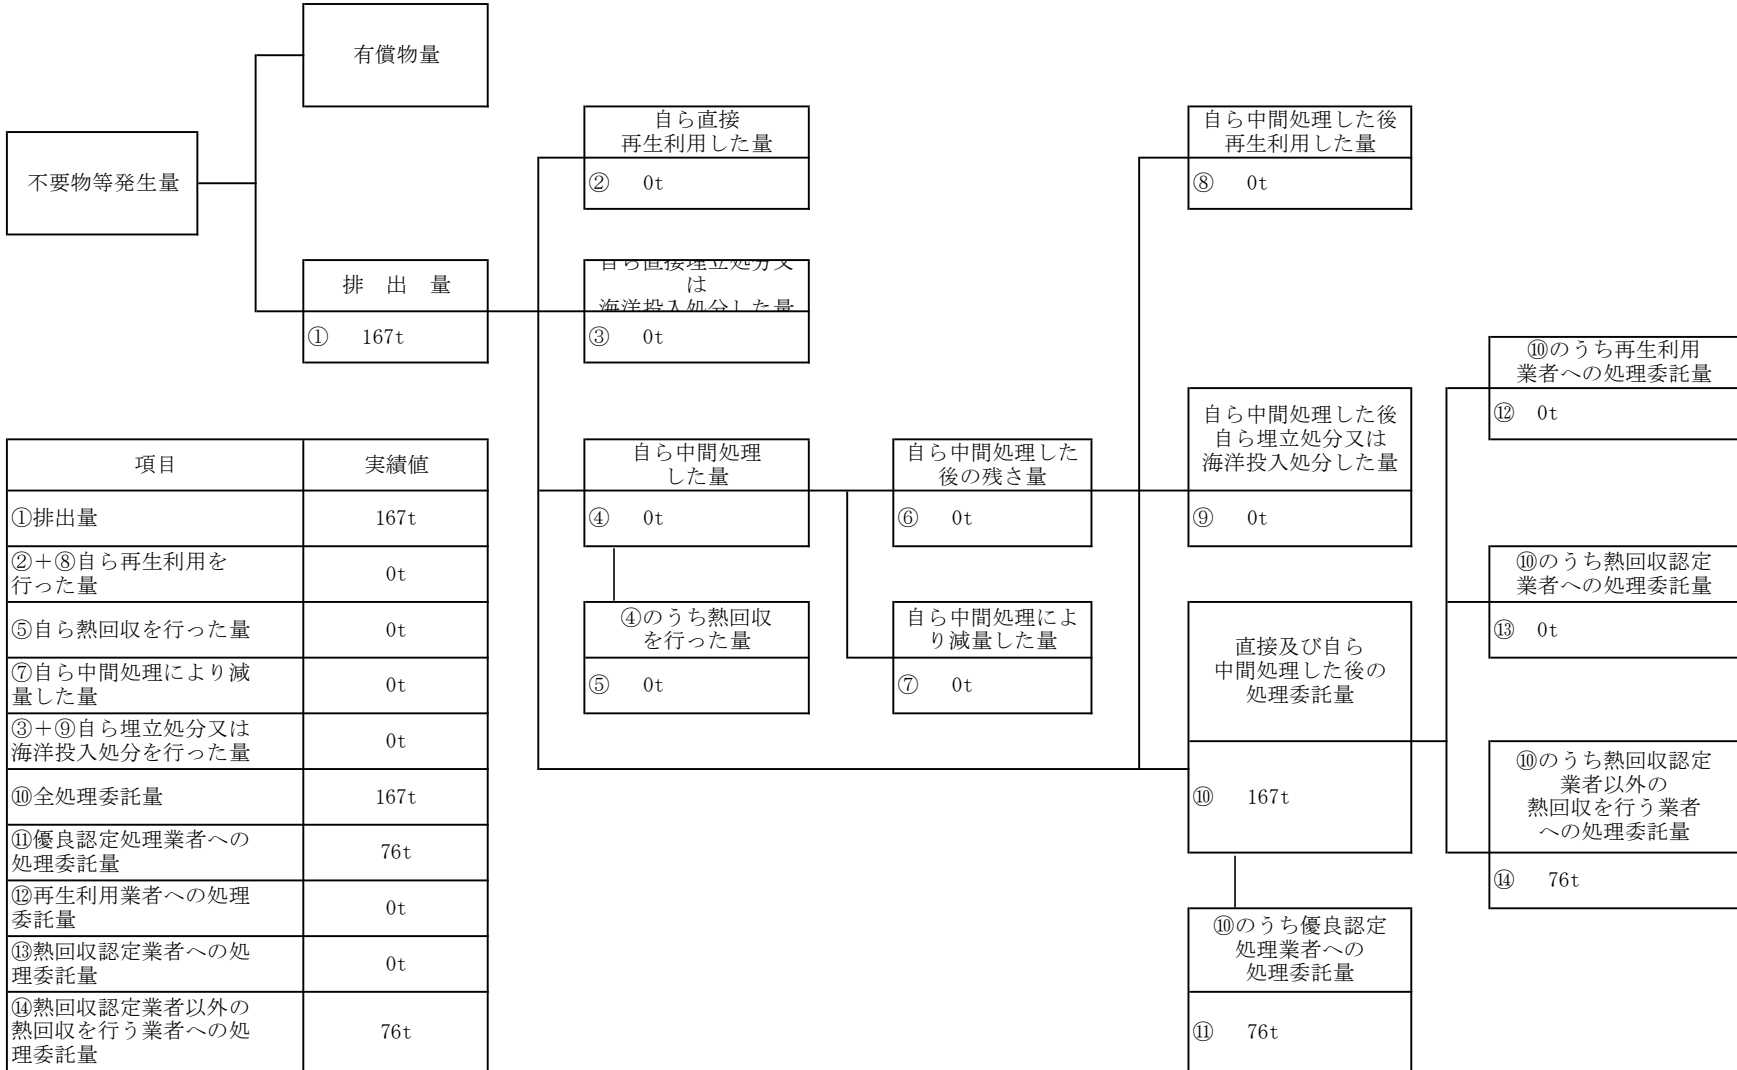 有償物量
不要物等発生量
排　出　量
① 167t
自ら直接
再生利用した量
② 0t
自ら直接埋立処分又
は
海洋投入処分した量
③ 0t
自ら中間処理
した量
④ 0t
④のうち熱回収
を行った量
⑤ 0t
自ら中間処理した
後の残さ量
⑥ 0t
自ら中間処理によ
り減量した量
⑦ 0t
自ら中間処理した後
再生利用した量
⑧ 0t
自ら中間処理した後
自ら埋立処分又は
海洋投入処分した量
⑨ 0t
直接及び自ら
中間処理した後の
処理委託量
⑩ 167t
⑩のうち優良認定
処理業者への
処理委託量
⑪ 76t
⑩のうち再生利用
業者への処理委託量
⑫ 0t
⑩のうち熱回収認定
業者への処理委託量
⑬ 0t
⑩のうち熱回収認定
業者以外の
熱回収を行う業者
への処理委託量
⑭ 76t
項目 実績値
①排出量 167t
②＋⑧自ら再生利用を
行った量 0t
⑤自ら熱回収を行った量 0t
⑦自ら中間処理により減
量した量 0t
③＋⑨自ら埋立処分又は
海洋投入処分を行った量 0t
⑩全処理委託量 167t
⑪優良認定処理業者への
処理委託量 76t
⑫再生利用業者への処理
委託量 0t
⑬熱回収認定業者への処
理委託量 0t
⑭熱回収認定業者以外の
熱回収を行う業者への処
理委託量 76t